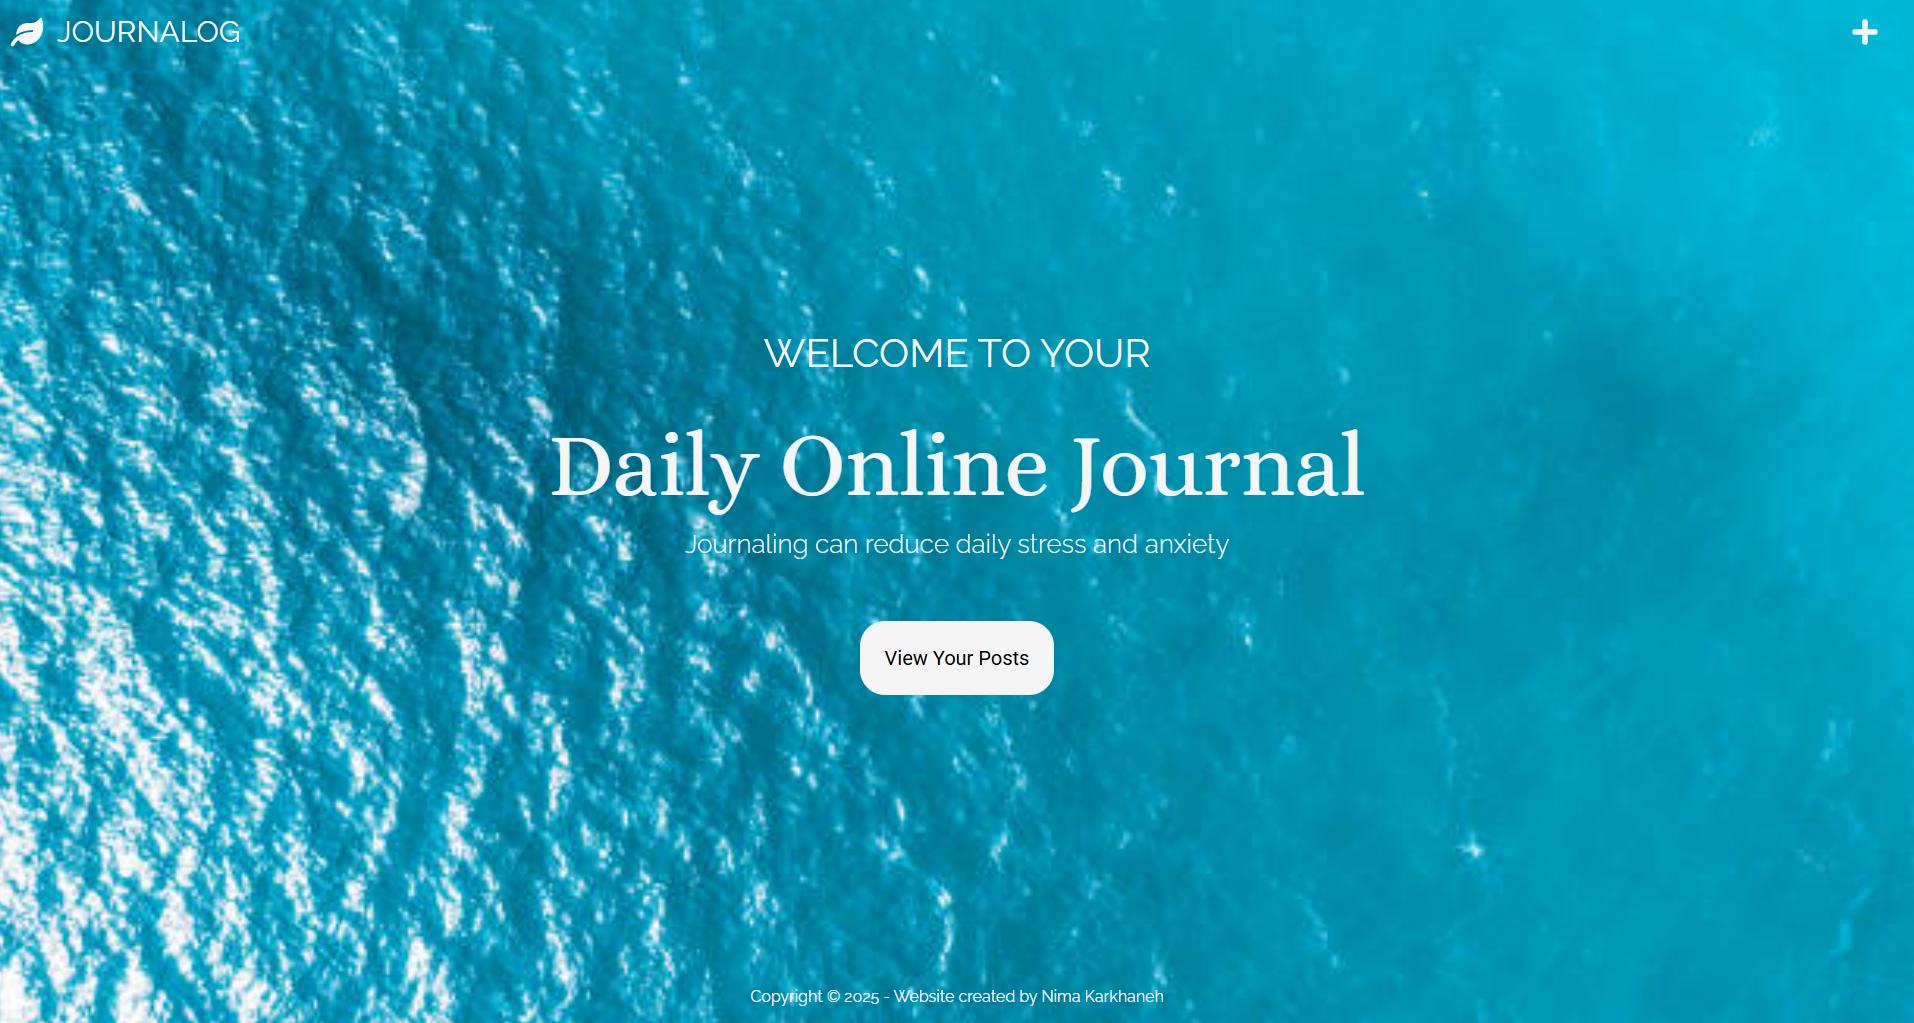 JOURNALOG
WELCOME TO YOUR
Daily Online Journal
Journaling can reduce daily stress and anxiety
View Your Posts
Copyright © 2025 - Website created by Nima Karkhaneh